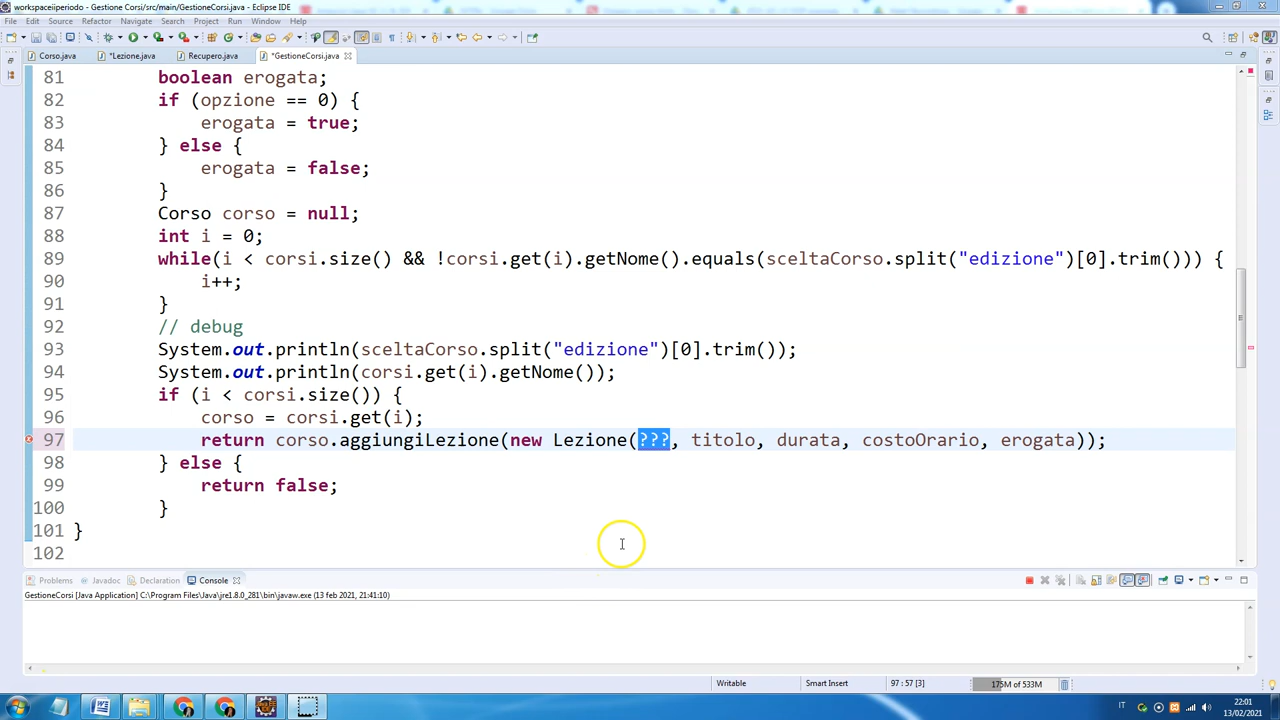 workspaceiiperiodo - Gestione Corsi/src/main/GestioneCorsi.java - Eclipse IDE
File Edit Source Refactor Navigate Search Project Run Window Help
Corso.java *Lezione.java Recupero.java *GestioneCorsi.java
81 boolean erogata;
82 if (opzione == 0) {
83 erogata = true;
84 } else {
85 erogata = false;
86 }
87 Corso corso = null;
88 int i = 0;
89 while(i < corsi.size() && !corsi.get(i).getNome().equals(sceltaCorso.split("edizione")[0].trim())) {
90 i++;
91 }
92 // debug
93 System.out.println(sceltaCorso.split("edizione")[0].trim());
94 System.out.println(corsi.get(i).getNome());
95 if (i < corsi.size()) {
96 corso = corsi.get(i);
97 return corso.aggiungiLezione(new Lezione(???, titolo, durata, costoOrario, erogata));
98 } else {
99 return false;
100 }
101 }
102
Problems Javadoc Declaration Console
GestioneCorsi [Java Application] C:\Program Files\Java\jre1.8.0_281\bin\javaw.exe (13 feb 2021, 21:41:10)
Writable Smart Insert 97 : 57 [3] 175M of 533M
IT 22:01
13/02/2021